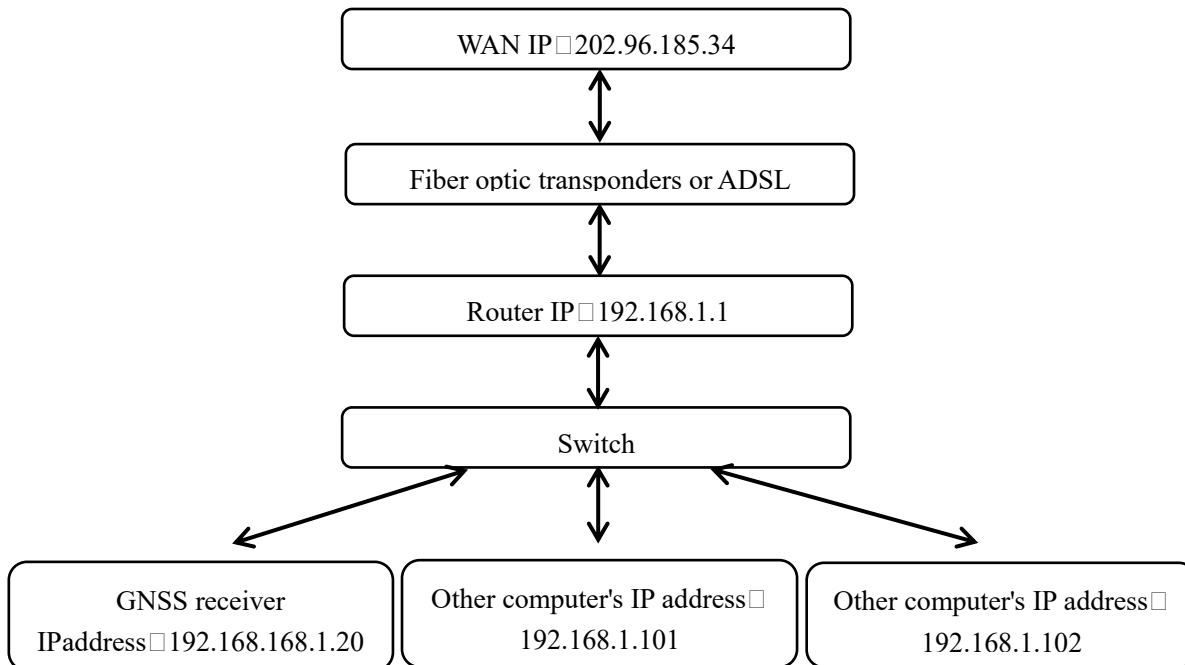 WAN IP□202.96.185.34
Fiber optic transponders or ADSL
Router IP□192.168.1.1
Switch
GNSS receiver
IPaddress□192.168.168.1.20
Other computer's IP address□
192.168.1.101
Other computer's IP address□
192.168.1.102